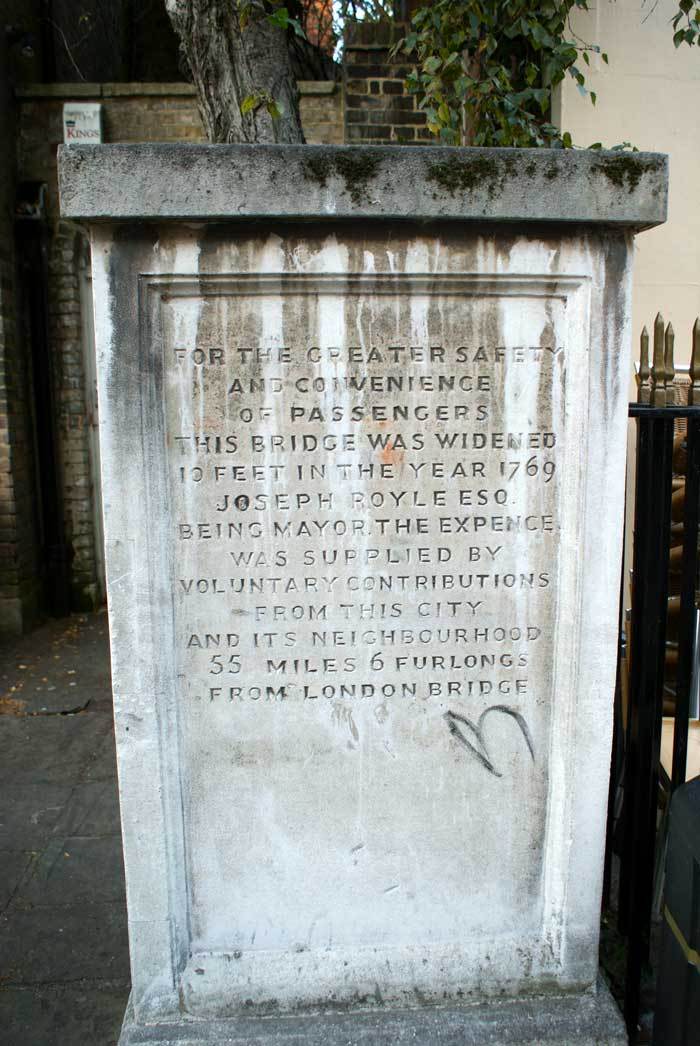 KINGS
FOR THE GREATER SAFETY
AND CONVENIENCE
OF PASSENGERS
THIS BRIDGE WAS WIDENED
10 FEET IN THE YEAR 1769
JOSEPH ROYLE ESQ.
BEING MAYOR. THE EXPENCE
WAS SUPPLIED BY
VOLUNTARY CONTRIBUTIONS
FROM THIS CITY
AND ITS NEIGHBOURHOOD
55 MILES 6 FURLONGS
FROM LONDON BRIDGE